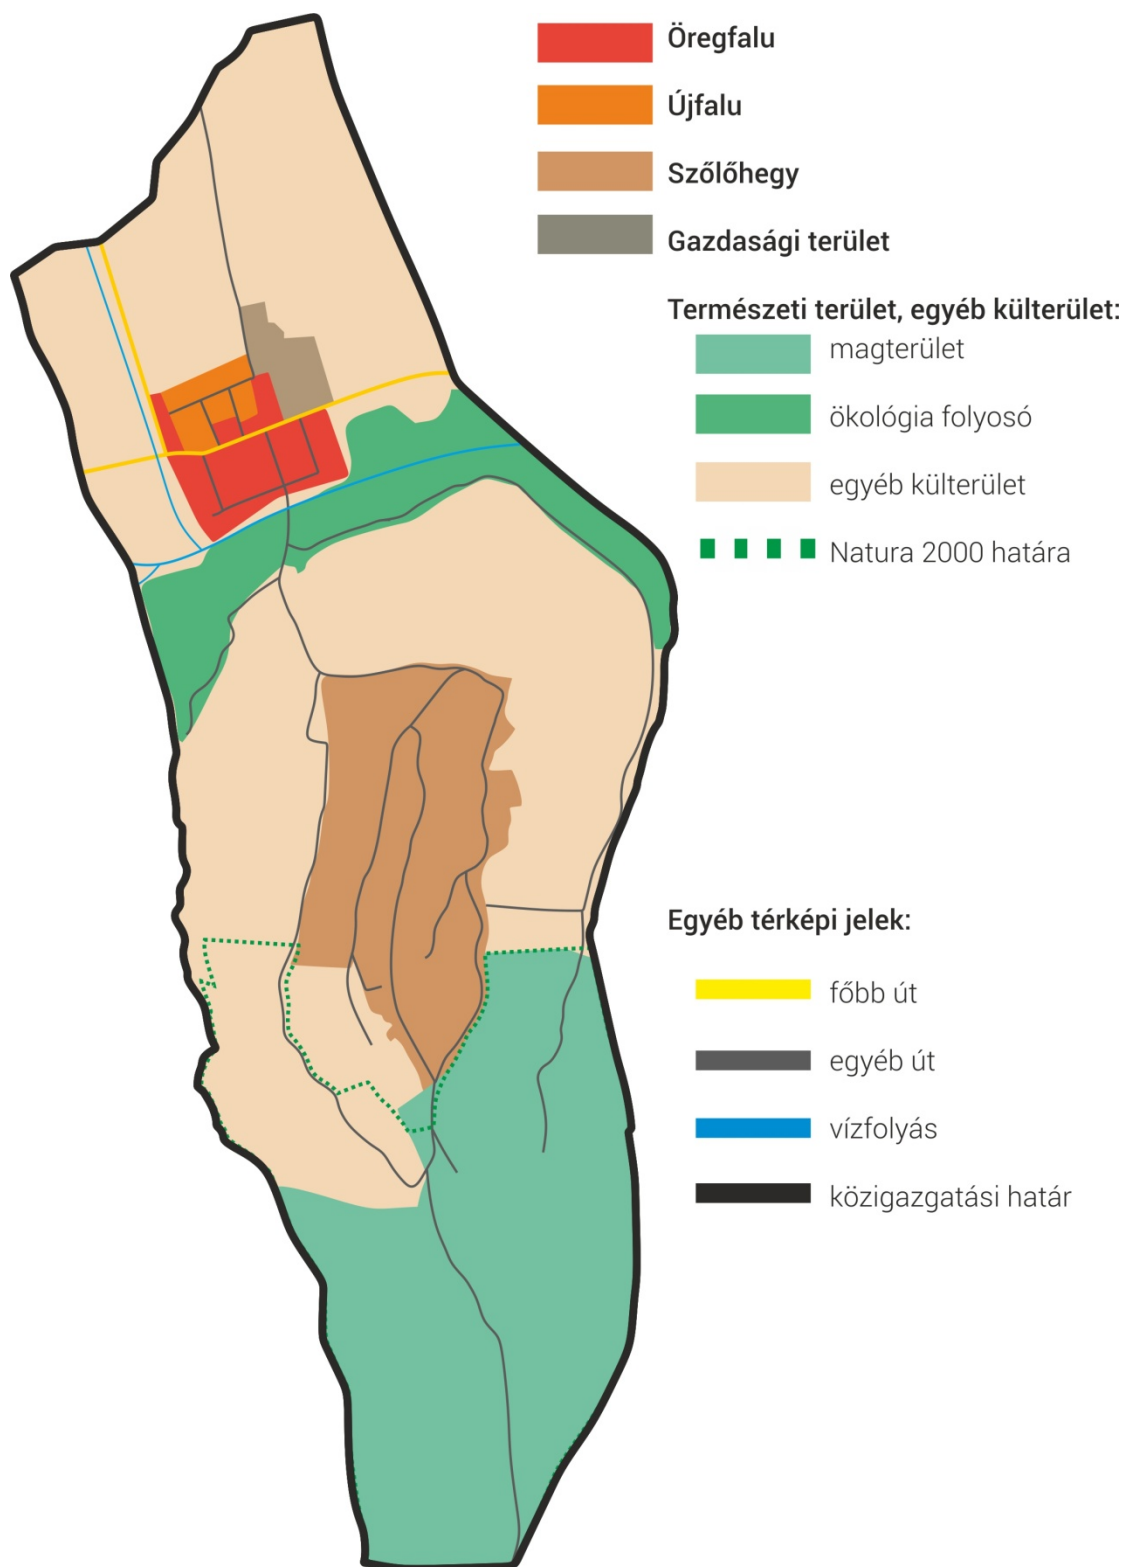 Öregfalu
Újfalu
Szőlőhegy
Gazdasági terület
Természeti terület, egyéb külterület:
magterület
ökológia folyosó
egyéb külterület
Natura 2000 határa
Egyéb térképi jelek:
főbb út
egyéb út
vízfolyás
közigazgatási határ